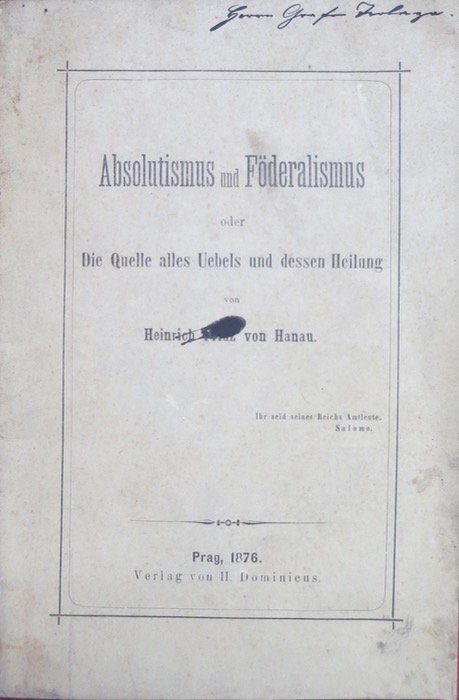 Herrn Grafen
Absolutismus und Föderalismus
oder
Die Quelle alles Uebels und dessen Heilung
von
Heinrich Prinz von Hanau.
Ihr seid seines Reichs Amtleute.
Salomo.
Prag, 1876.
Verlag von H. Dominicus.